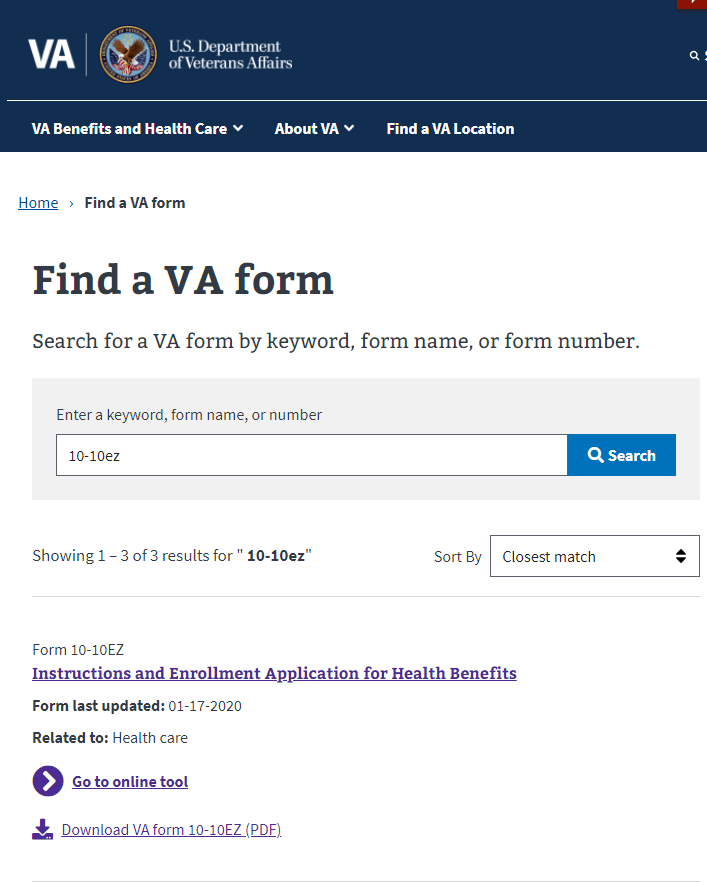 VA
U.S. Department
of Veterans Affairs
VA Benefits and Health Care
About VA
Find a VA Location
Home › Find a VA form
Find a VA form
Search for a VA form by keyword, form name, or form number.
Enter a keyword, form name, or number
10-10ez
Search
Showing 1 – 3 of 3 results for " 10-10ez"
Sort By
Closest match
Form 10-10EZ
Instructions and Enrollment Application for Health Benefits
Form last updated: 01-17-2020
Related to: Health care
Go to online tool
Download VA form 10-10EZ (PDF)